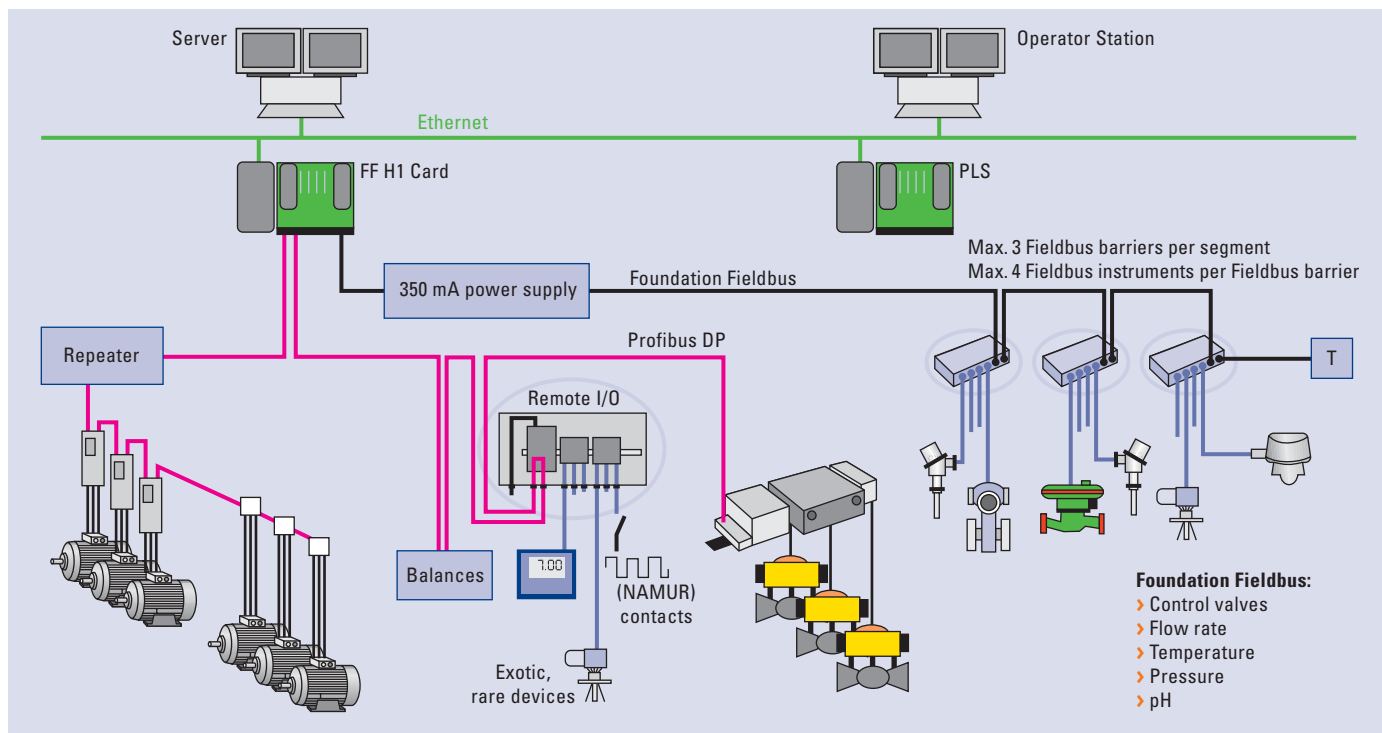 Server
Operator Station
Ethernet
FF H1 Card
PLS
Max. 3 Fieldbus barriers per segment
Max. 4 Fieldbus instruments per Fieldbus barrier
350 mA power supply
Foundation Fieldbus
Repeater
Profibus DP
T
Remote I/O
Balances
7.00
(NAMUR)
contacts
Exotic,
rare devices
Foundation Fieldbus:
› Control valves
› Flow rate
› Temperature
› Pressure
› pH